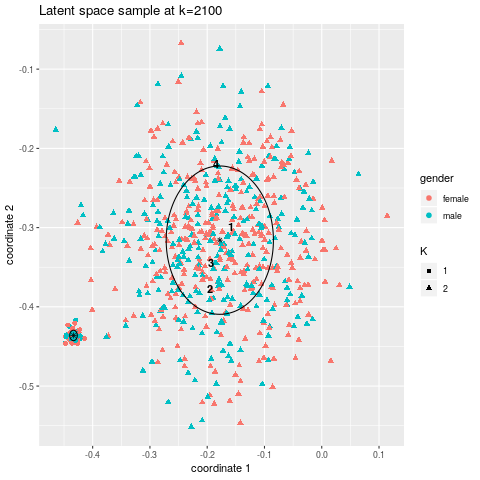 Latent space sample at k=2100
coordinate 2
-0.1
-0.2
-0.3
-0.4
-0.5
4
1
3
2
-0.4
-0.3
-0.2
-0.1
0.0
0.1
coordinate 1
gender
female
male
K
1
2